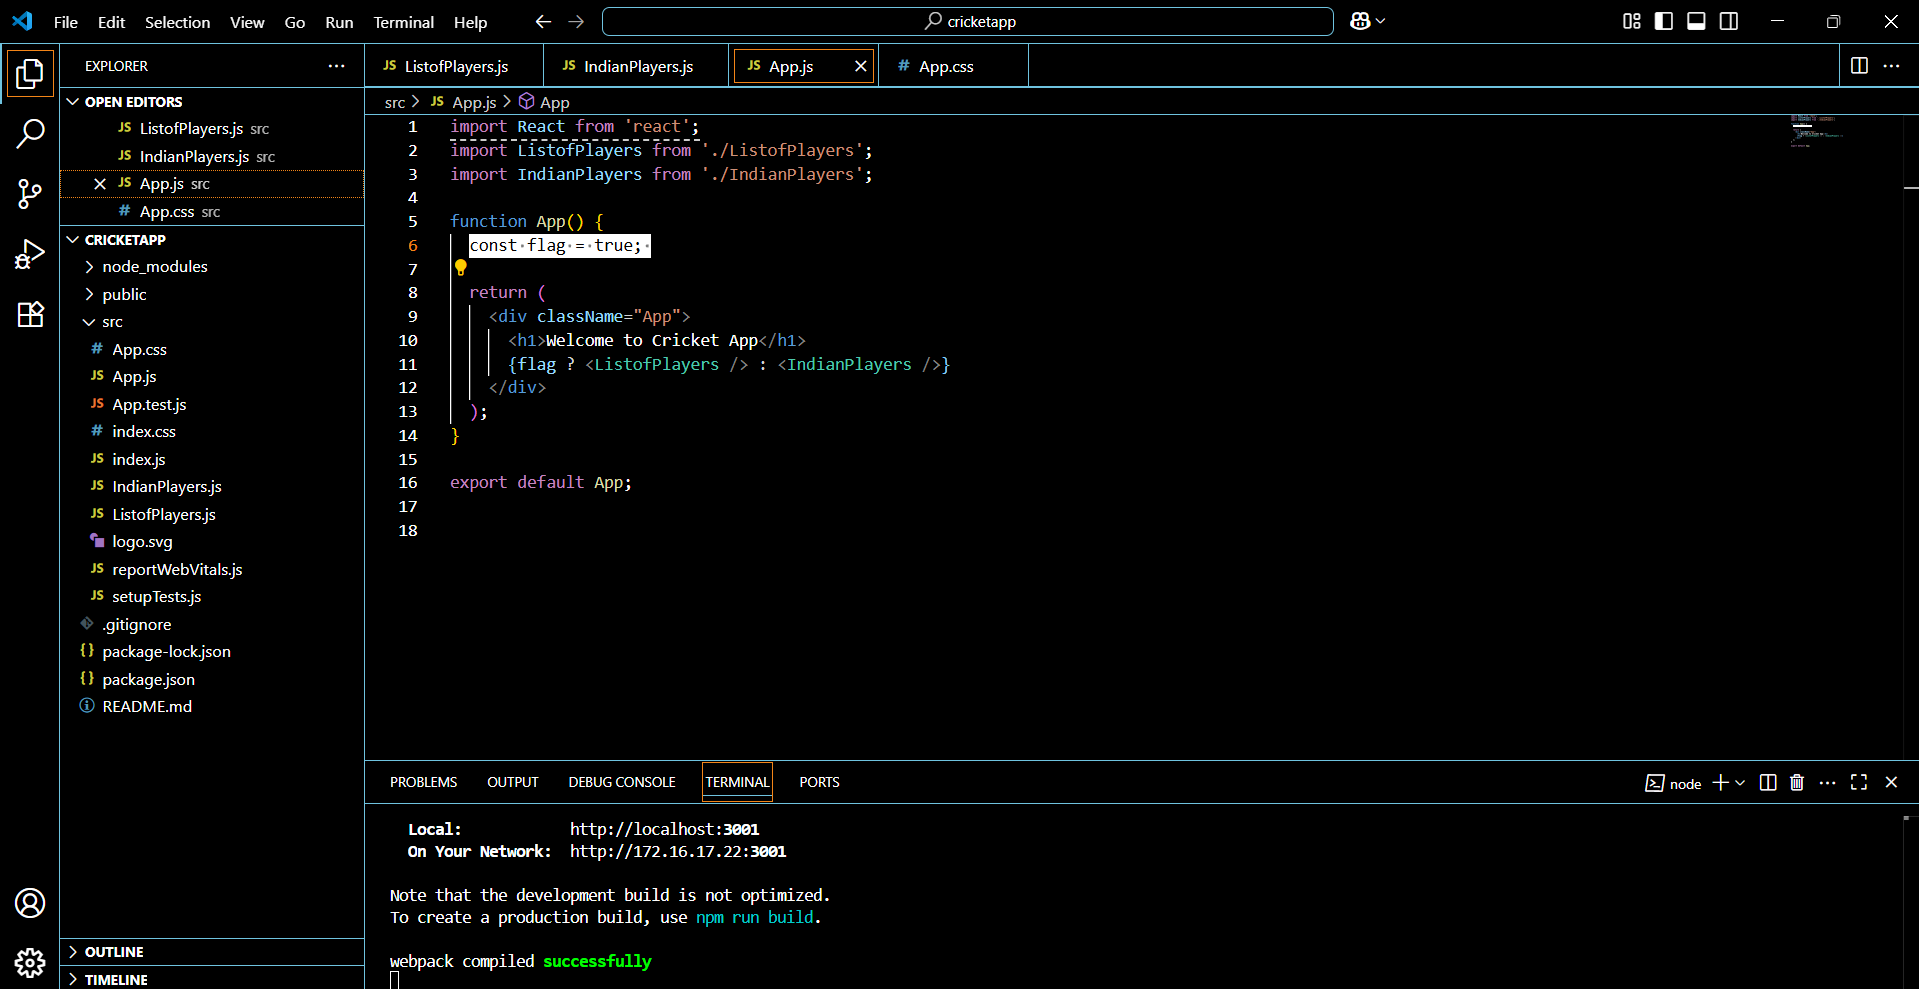 File Edit Selection View Go Run Terminal Help cricketapp
EXPLORER
OPEN EDITORS
JS ListofPlayers.js src
JS IndianPlayers.js src
JS App.js src
# App.css src
CRICKETAPP
node_modules
public
src
# App.css
JS App.js
JS App.test.js
# index.css
JS index.js
JS IndianPlayers.js
JS ListofPlayers.js
logo.svg
JS reportWebVitals.js
JS setupTests.js
.gitignore
{} package-lock.json
{} package.json
README.md
OUTLINE
TIMELINE
JS ListofPlayers.js JS IndianPlayers.js JS App.js # App.css
src > JS App.js > App
1 import React from 'react';
2 import ListofPlayers from './ListofPlayers';
3 import IndianPlayers from './IndianPlayers';
4
5 function App() {
6 const flag = true;
7
8 return (
9 <div className="App">
10 <h1>Welcome to Cricket App</h1>
11 {flag ? <ListofPlayers /> : <IndianPlayers />}
12 </div>
13 );
14 }
15
16 export default App;
17
18
PROBLEMS OUTPUT DEBUG CONSOLE TERMINAL PORTS node
Local: http://localhost:3001
On Your Network: http://172.16.17.22:3001
Note that the development build is not optimized.
To create a production build, use npm run build.
webpack compiled successfully